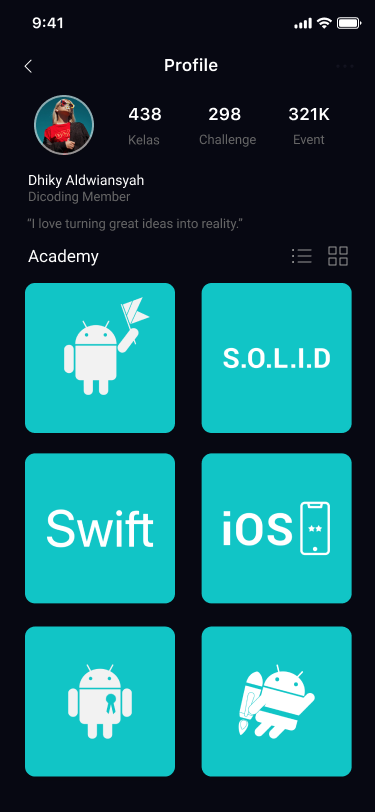 9:41
Profile
438 298 321K
Kelas Challenge Event
Dhiky Aldwiansyah
Dicoding Member
“I love turning great ideas into reality.”
Academy
S.O.L.I.D
Swift
iOS